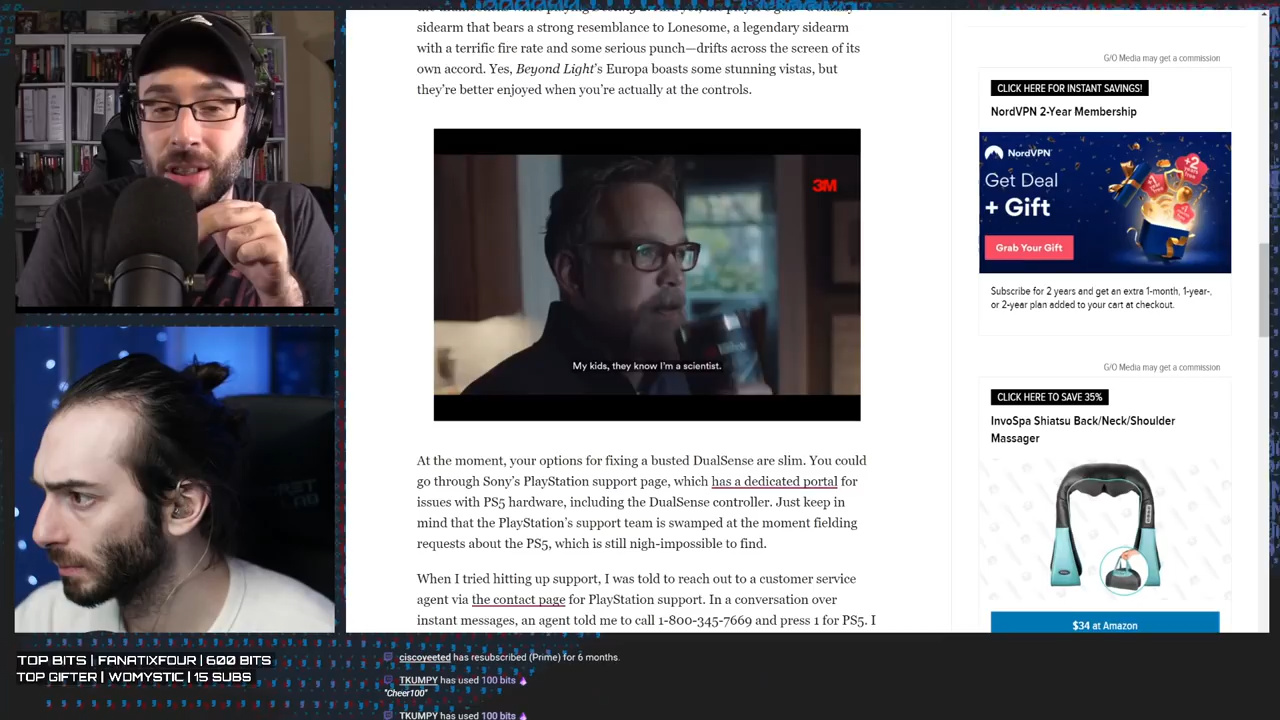 sidearm that bears a strong resemblance to Lonesome, a legendary sidearm
with a terrific fire rate and some serious punch—drifts across the screen of its
own accord. Yes, Beyond Light's Europa boasts some stunning vistas, but
they're better enjoyed when you're actually at the controls.
3M
My kids, they know I'm a scientist.
At the moment, your options for fixing a busted DualSense are slim. You could
go through Sony's PlayStation support page, which has a dedicated portal for
issues with PS5 hardware, including the DualSense controller. Just keep in
mind that the PlayStation's support team is swamped at the moment fielding
requests about the PS5, which is still nigh-impossible to find.
When I tried hitting up support, I was told to reach out to a customer service
agent via the contact page for PlayStation support. In a conversation over
instant messages, an agent told me to call 1-800-345-7669 and press 1 for PS5. I
G/O Media may get a commission
CLICK HERE FOR INSTANT SAVINGS!
NordVPN 2-Year Membership
NordVPN
Get Deal
+ Gift
Grab Your Gift
Subscribe for 2 years and get an extra 1-month, 1-year-,
or 2-year plan added to your cart at checkout.
G/O Media may get a commission
CLICK HERE TO SAVE 35%
InvoSpa Shiatsu Back/Neck/Shoulder
Massager
$34 at Amazon
TOP BITS | FANATIXFOUR | 600 BITS
TOP GIFTER | WDMYSTIC | 15 SUBS
ciscoyeeted has resubscribed (Prime) for 6 months.
TKUMPY has used 100 bits
"Cheer100"
TKUMPY has used 100 bits